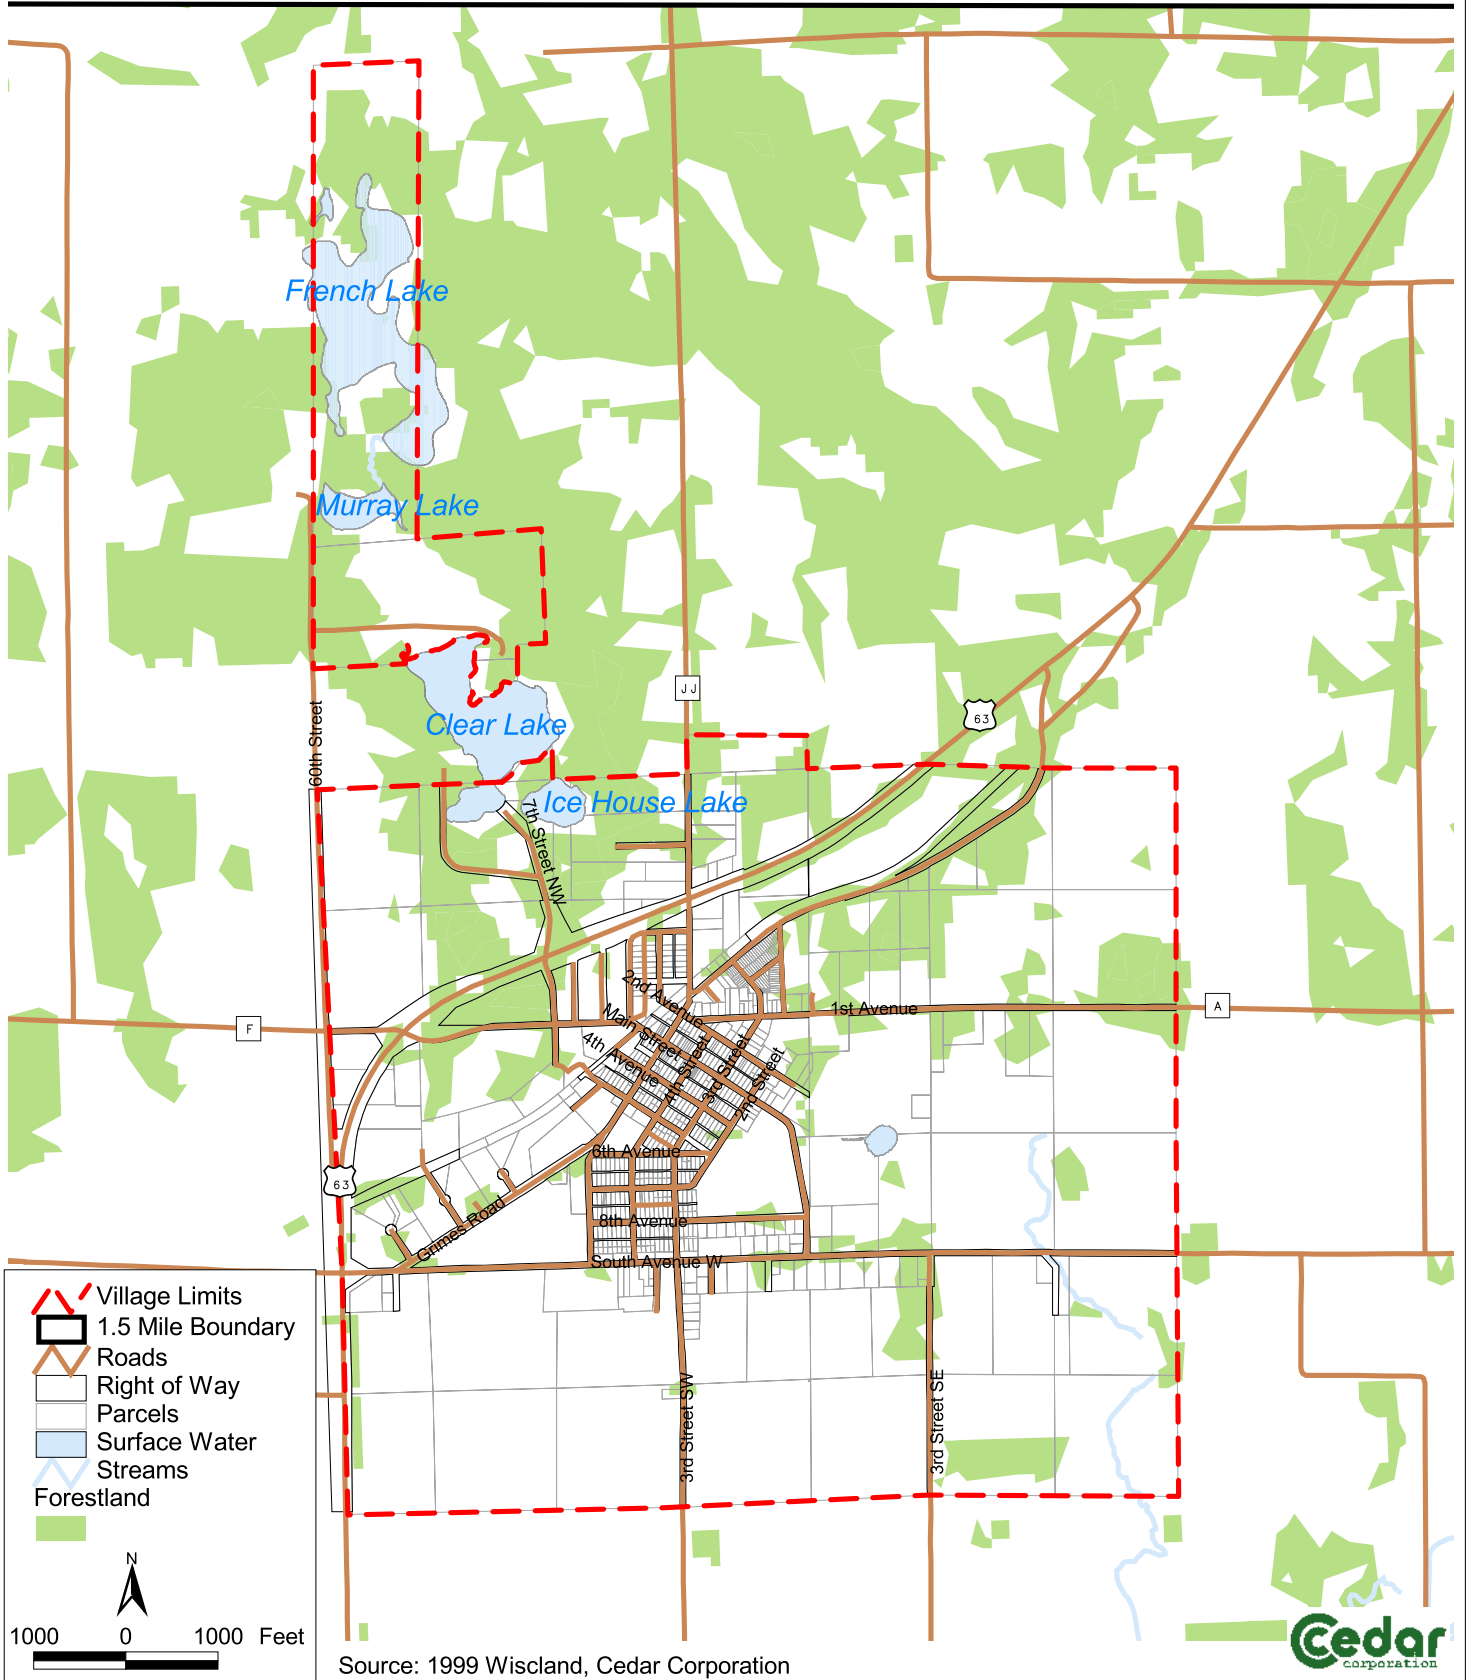 French Lake
Murray Lake
JJ
63
Clear Lake
60th Street
Ice House Lake
7th Street NW
2nd Avenue
1st Avenue
A
F
Main Street
4th Avenue
4th Street
3rd Street
2nd Street
6th Avenue
63
8th Avenue
Grimes Road
South Avenue W
3rd Street SW
3rd Street SE
Village Limits
1.5 Mile Boundary
Roads
Right of Way
Parcels
Surface Water
Streams
Forestland
N
1000 0 1000 Feet
Source: 1999 Wiscland, Cedar Corporation
Cedar
corporation